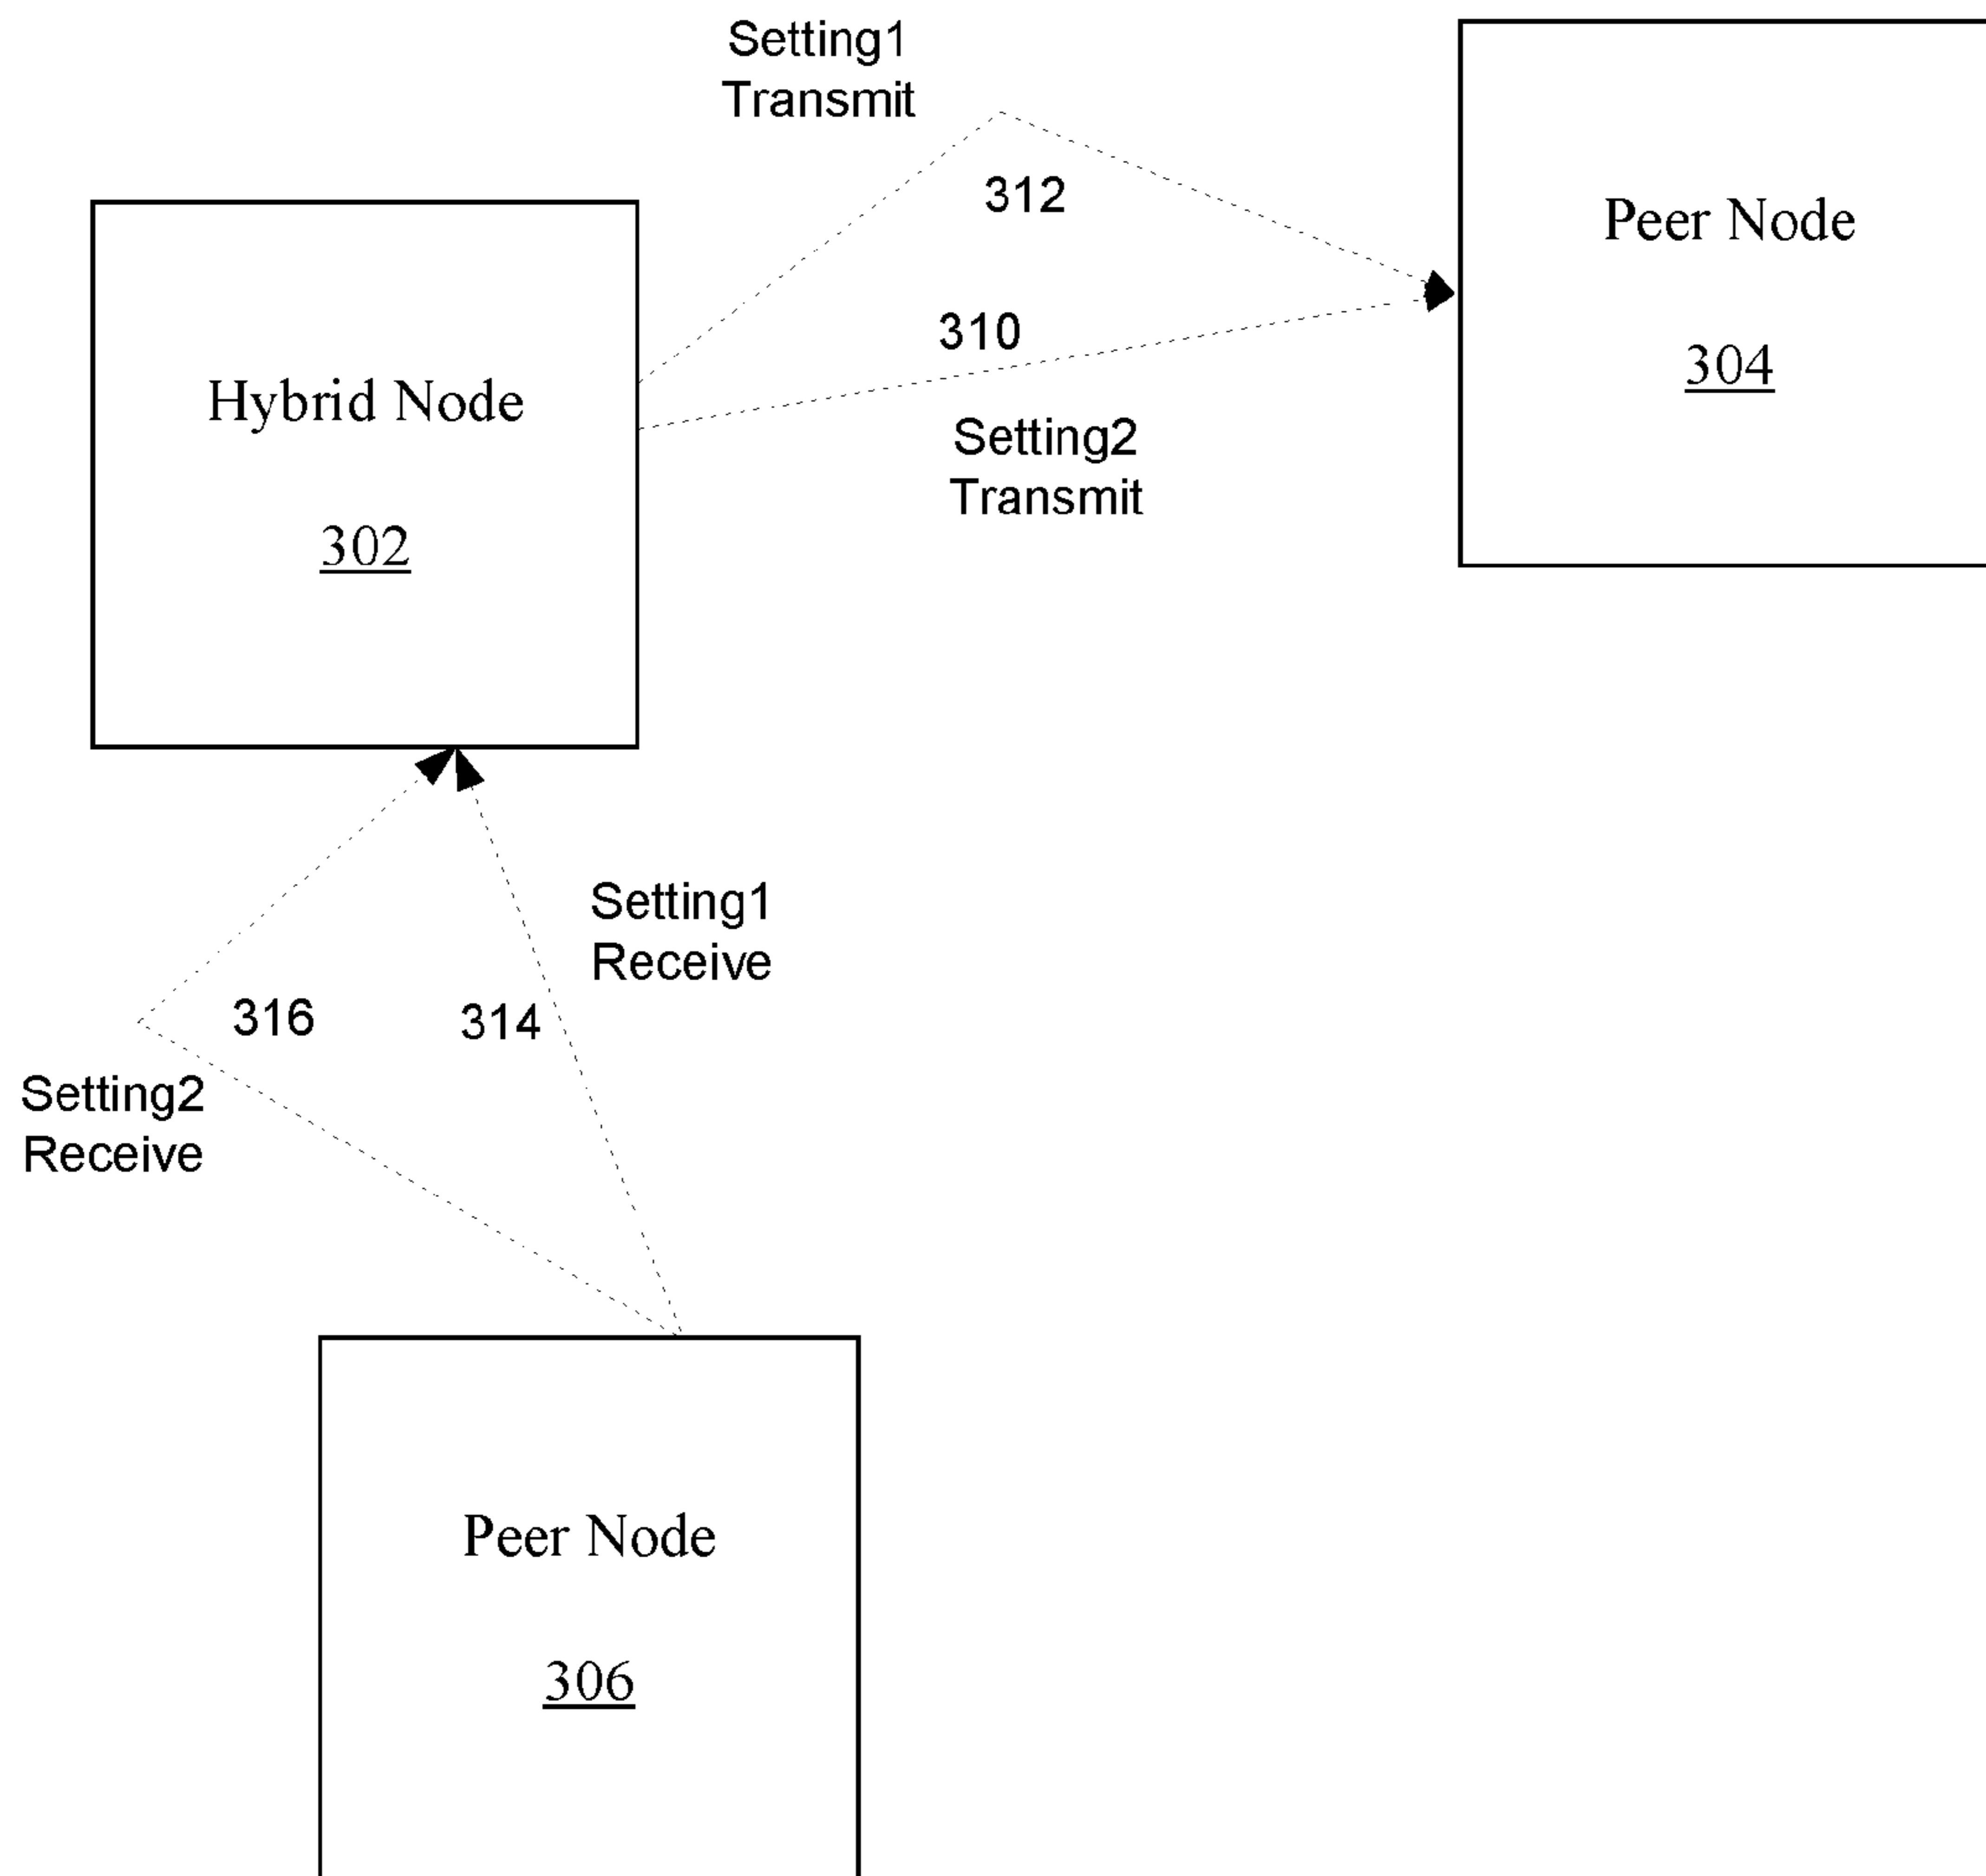 Setting1
Transmit
312
Peer Node
304
310
Hybrid Node
302
Setting2
Transmit
Setting1
Receive
316
314
Setting2
Receive
Peer Node
306